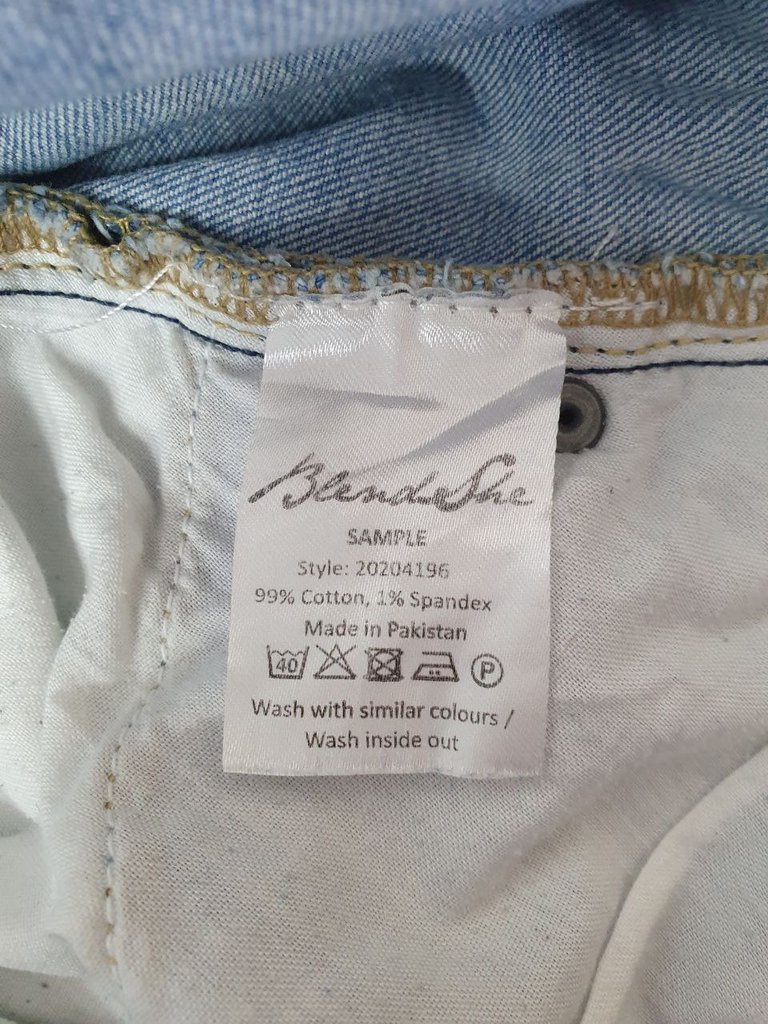 BlendShe
SAMPLE
Style: 20204196
99% Cotton, 1% Spandex
Made in Pakistan
40 P
Wash with similar colours /
Wash inside out